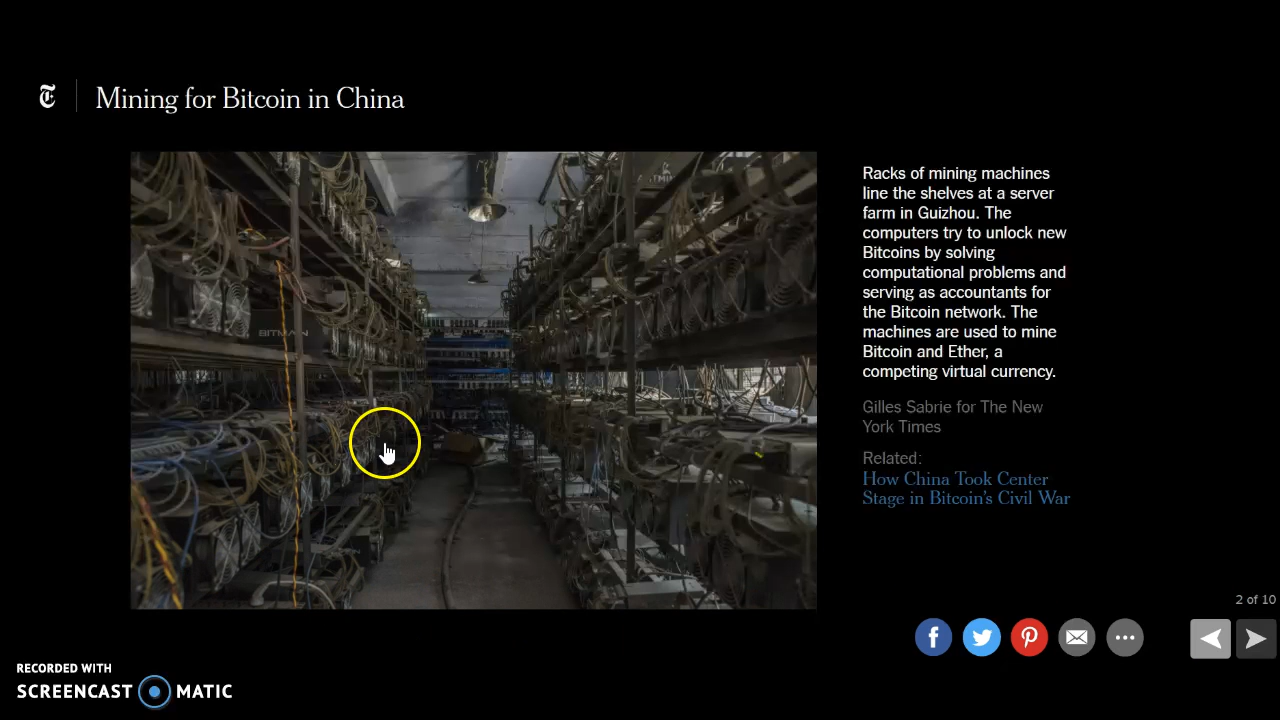 T
Mining for Bitcoin in China
BITMAIN
Racks of mining machines
line the shelves at a server
farm in Guizhou. The
computers try to unlock new
Bitcoins by solving
computational problems and
serving as accountants for
the Bitcoin network. The
machines are used to mine
Bitcoin and Ether, a
competing virtual currency.
Gilles Sabrie for The New
York Times
Related:
How China Took Center
Stage in Bitcoin's Civil War
2 of 10
RECORDED WITH
SCREENCAST MATIC